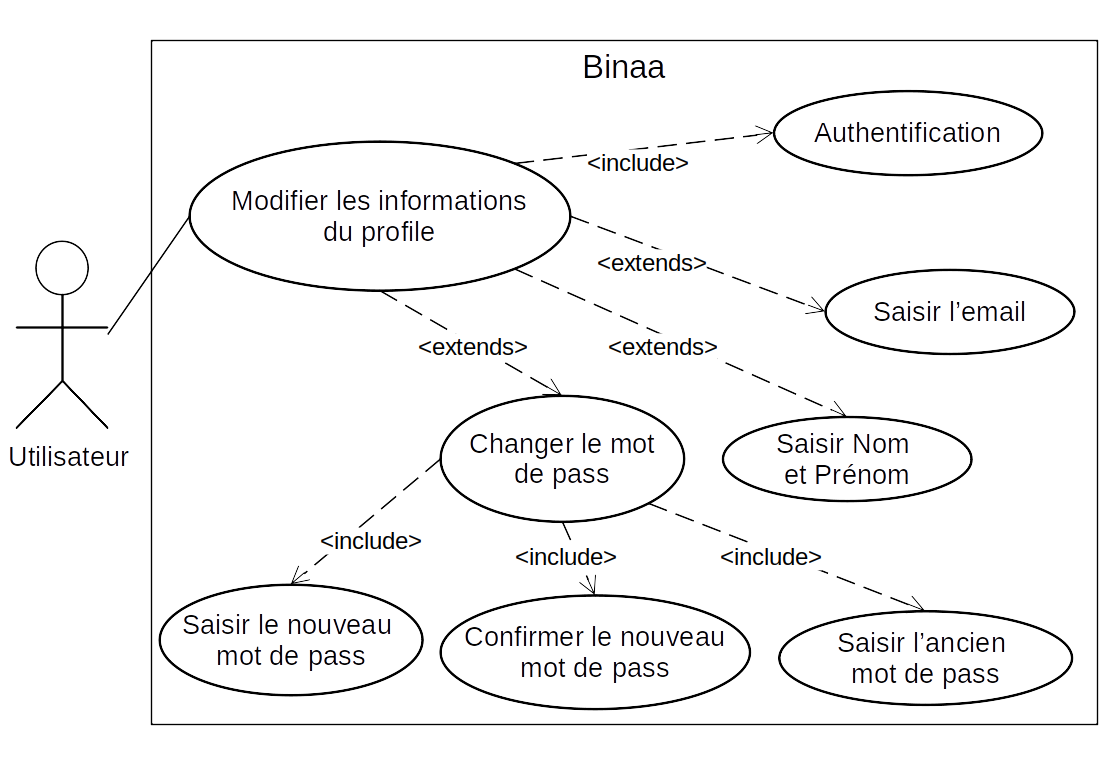 Binaa
Authentification
<include>
Modifier les informations
du profile
<extends>
Saisir l’email
<extends>
<extends>
Utilisateur
Changer le mot
de pass
Saisir Nom
et Prénom
<include>
<include>
<include>
Saisir le nouveau
mot de pass
Confirmer le nouveau
mot de pass
Saisir l’ancien
mot de pass